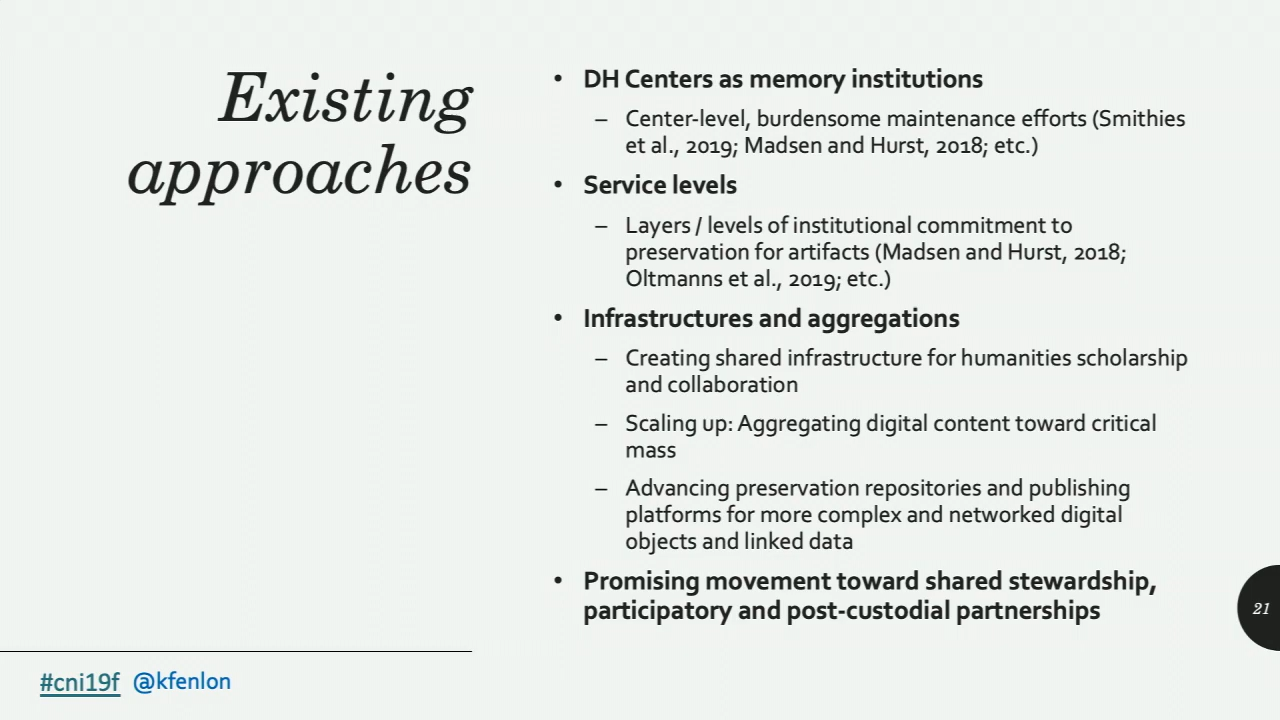 Existing
approaches
• DH Centers as memory institutions
– Center-level, burdensome maintenance efforts (Smithies
et al., 2019; Madsen and Hurst, 2018; etc.)
• Service levels
– Layers / levels of institutional commitment to
preservation for artifacts (Madsen and Hurst, 2018;
Oltmanns et al., 2019; etc.)
• Infrastructures and aggregations
– Creating shared infrastructure for humanities scholarship
and collaboration
– Scaling up: Aggregating digital content toward critical
mass
– Advancing preservation repositories and publishing
platforms for more complex and networked digital
objects and linked data
• Promising movement toward shared stewardship,
participatory and post-custodial partnerships
21
#cni19f @kfenlon